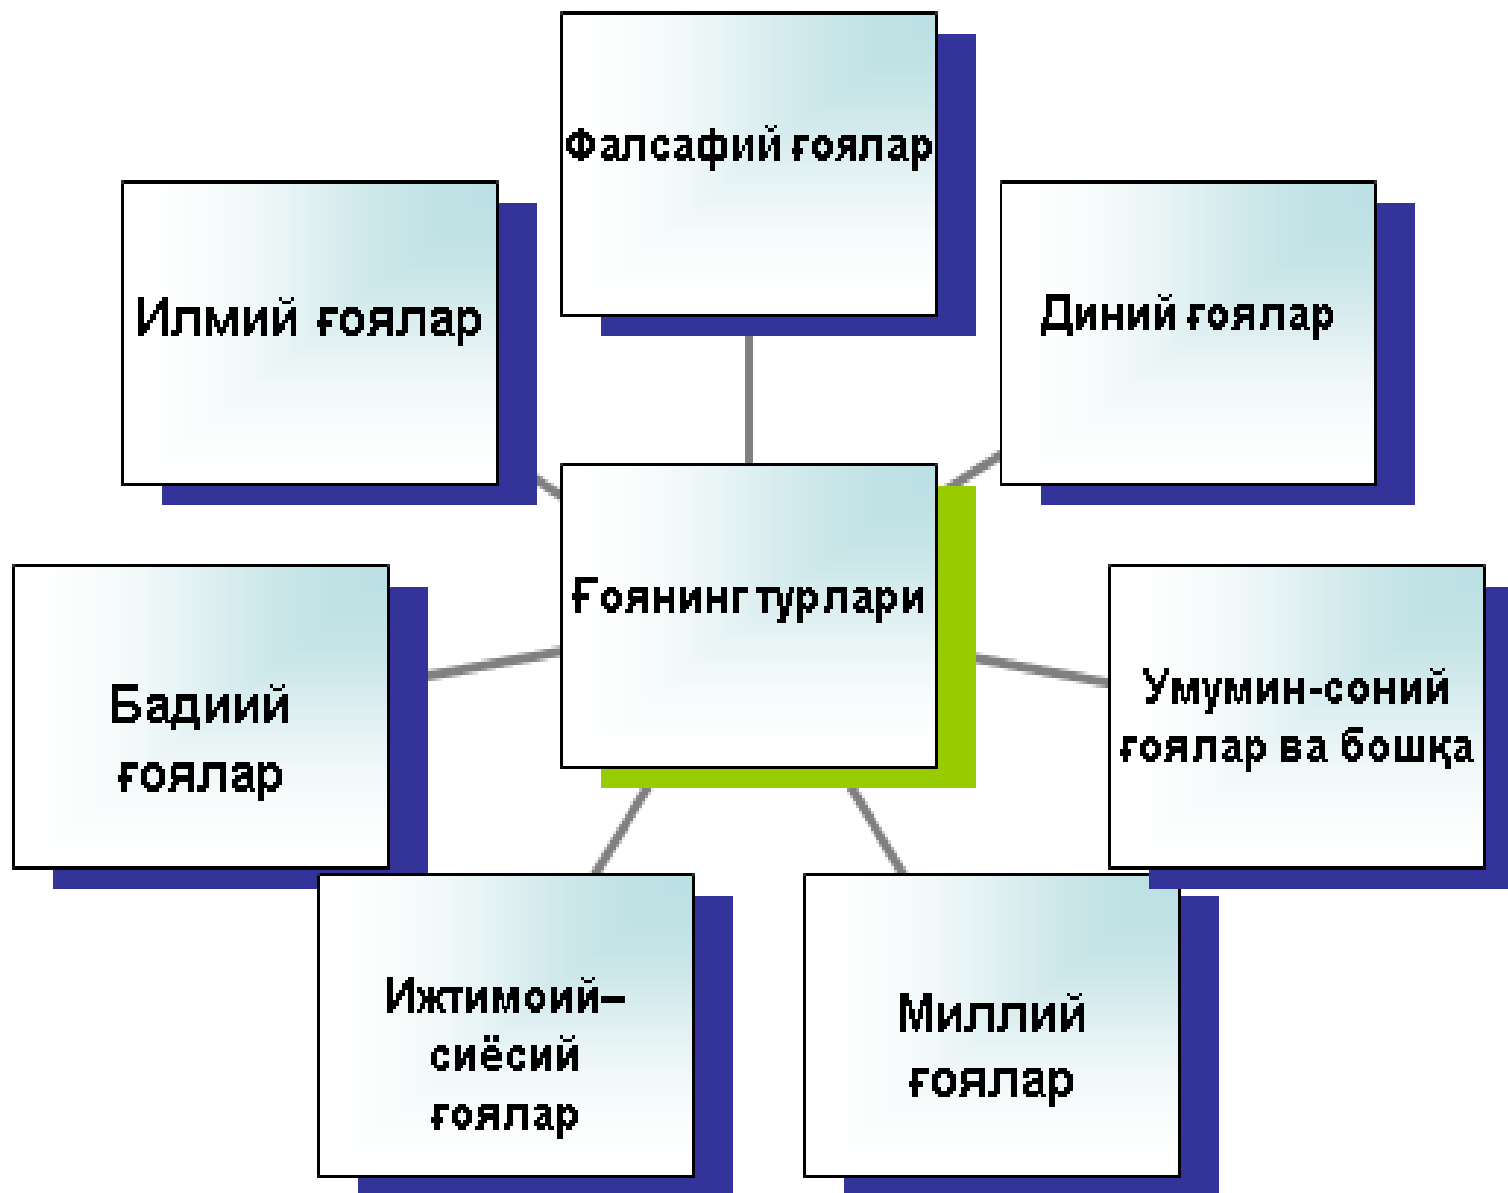 Фалсафий ғоялар
Илмий ғоялар
Диний ғоялар
Ғоянинг турлари
Бадиий
ғоялар
Умумин-соний
ғоялар ва бошқа
Ижтимоий–
сиёсий
ғоялар
Миллий
ғоялар